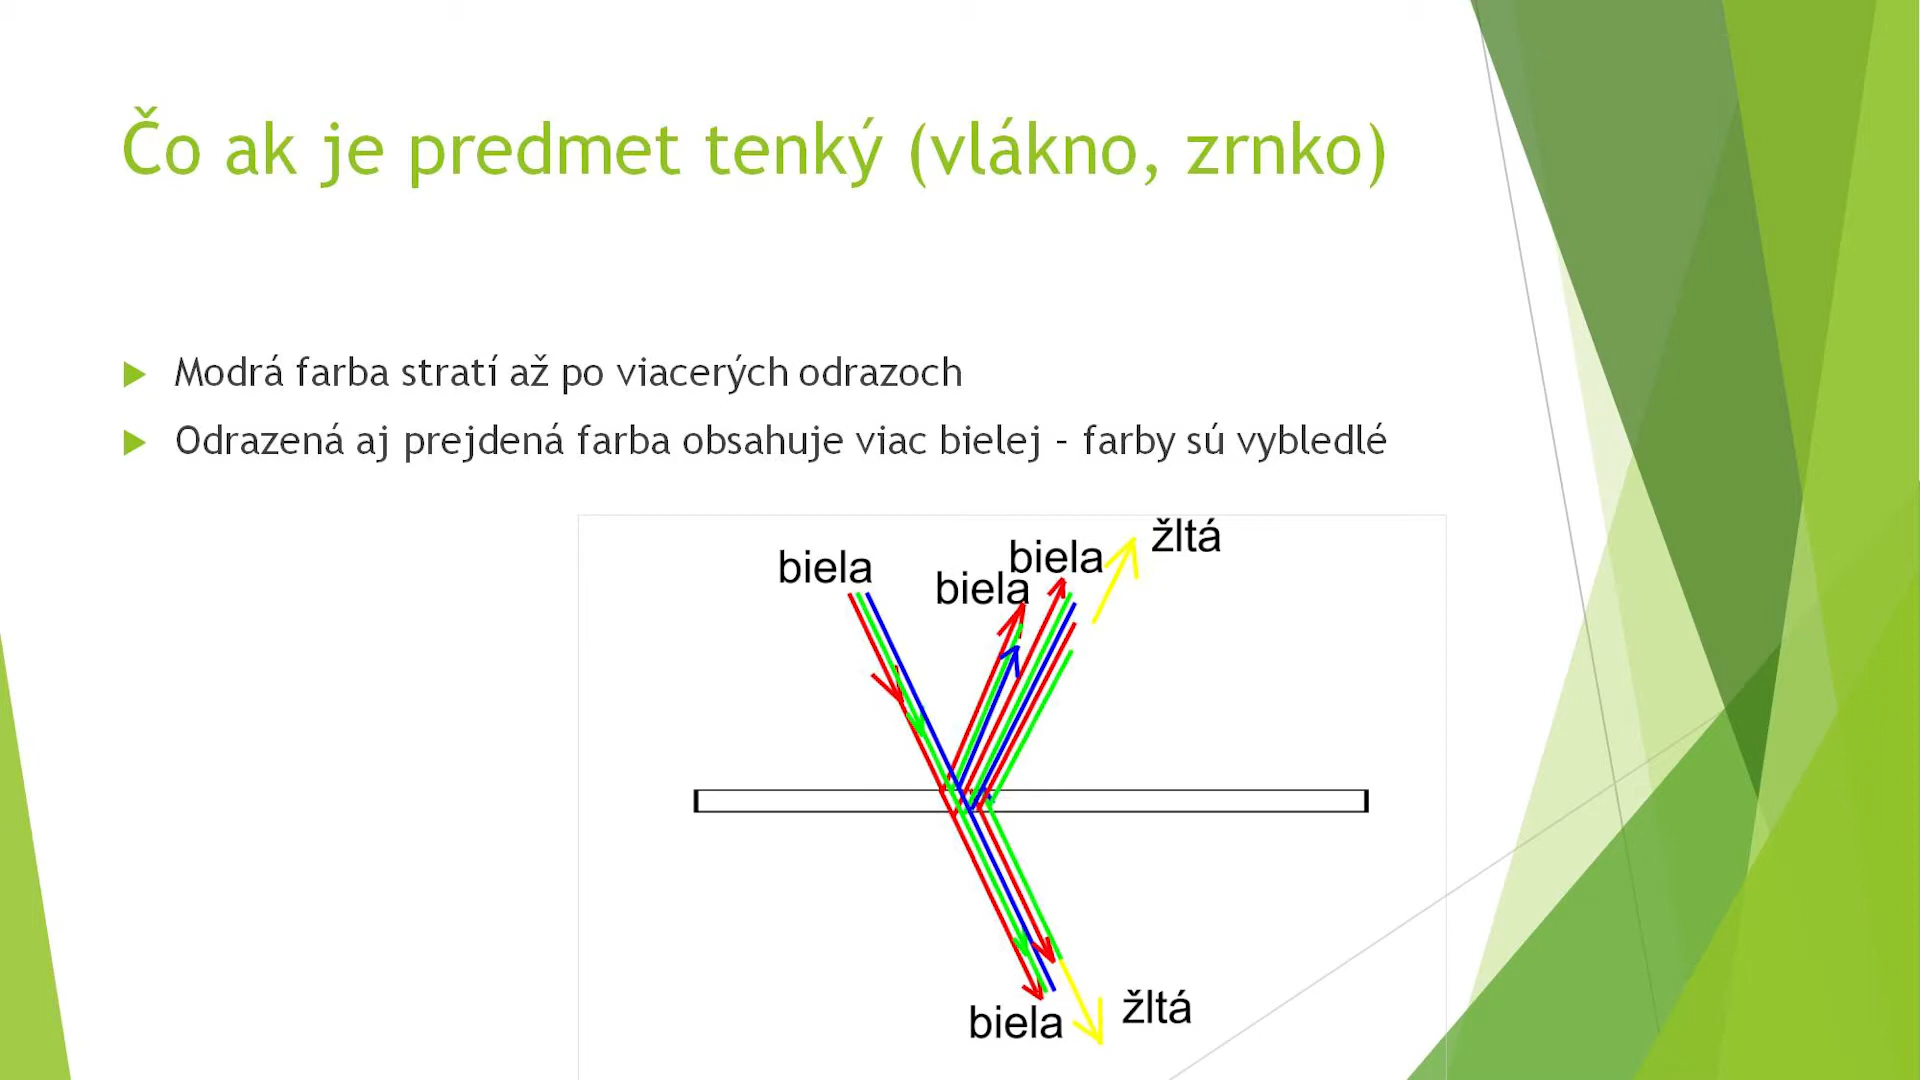 Čo ak je predmet tenký (vlákno, zrnko)
Modrá farba stratí až po viacerých odrazoch
Odrazená aj prejdená farba obsahuje viac bielej – farby sú vybledlé
žltá
biela
biela
biela
žltá
biela